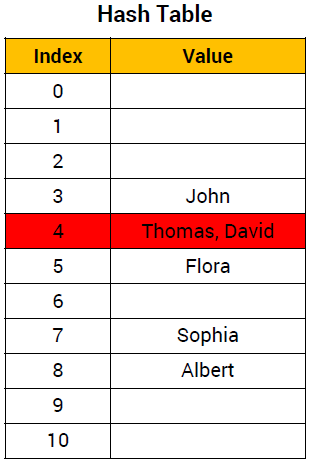 Hash Table
Index Value
0
1
2
3 John
4 Thomas, David
5 Flora
6
7 Sophia
8 Albert
9
10